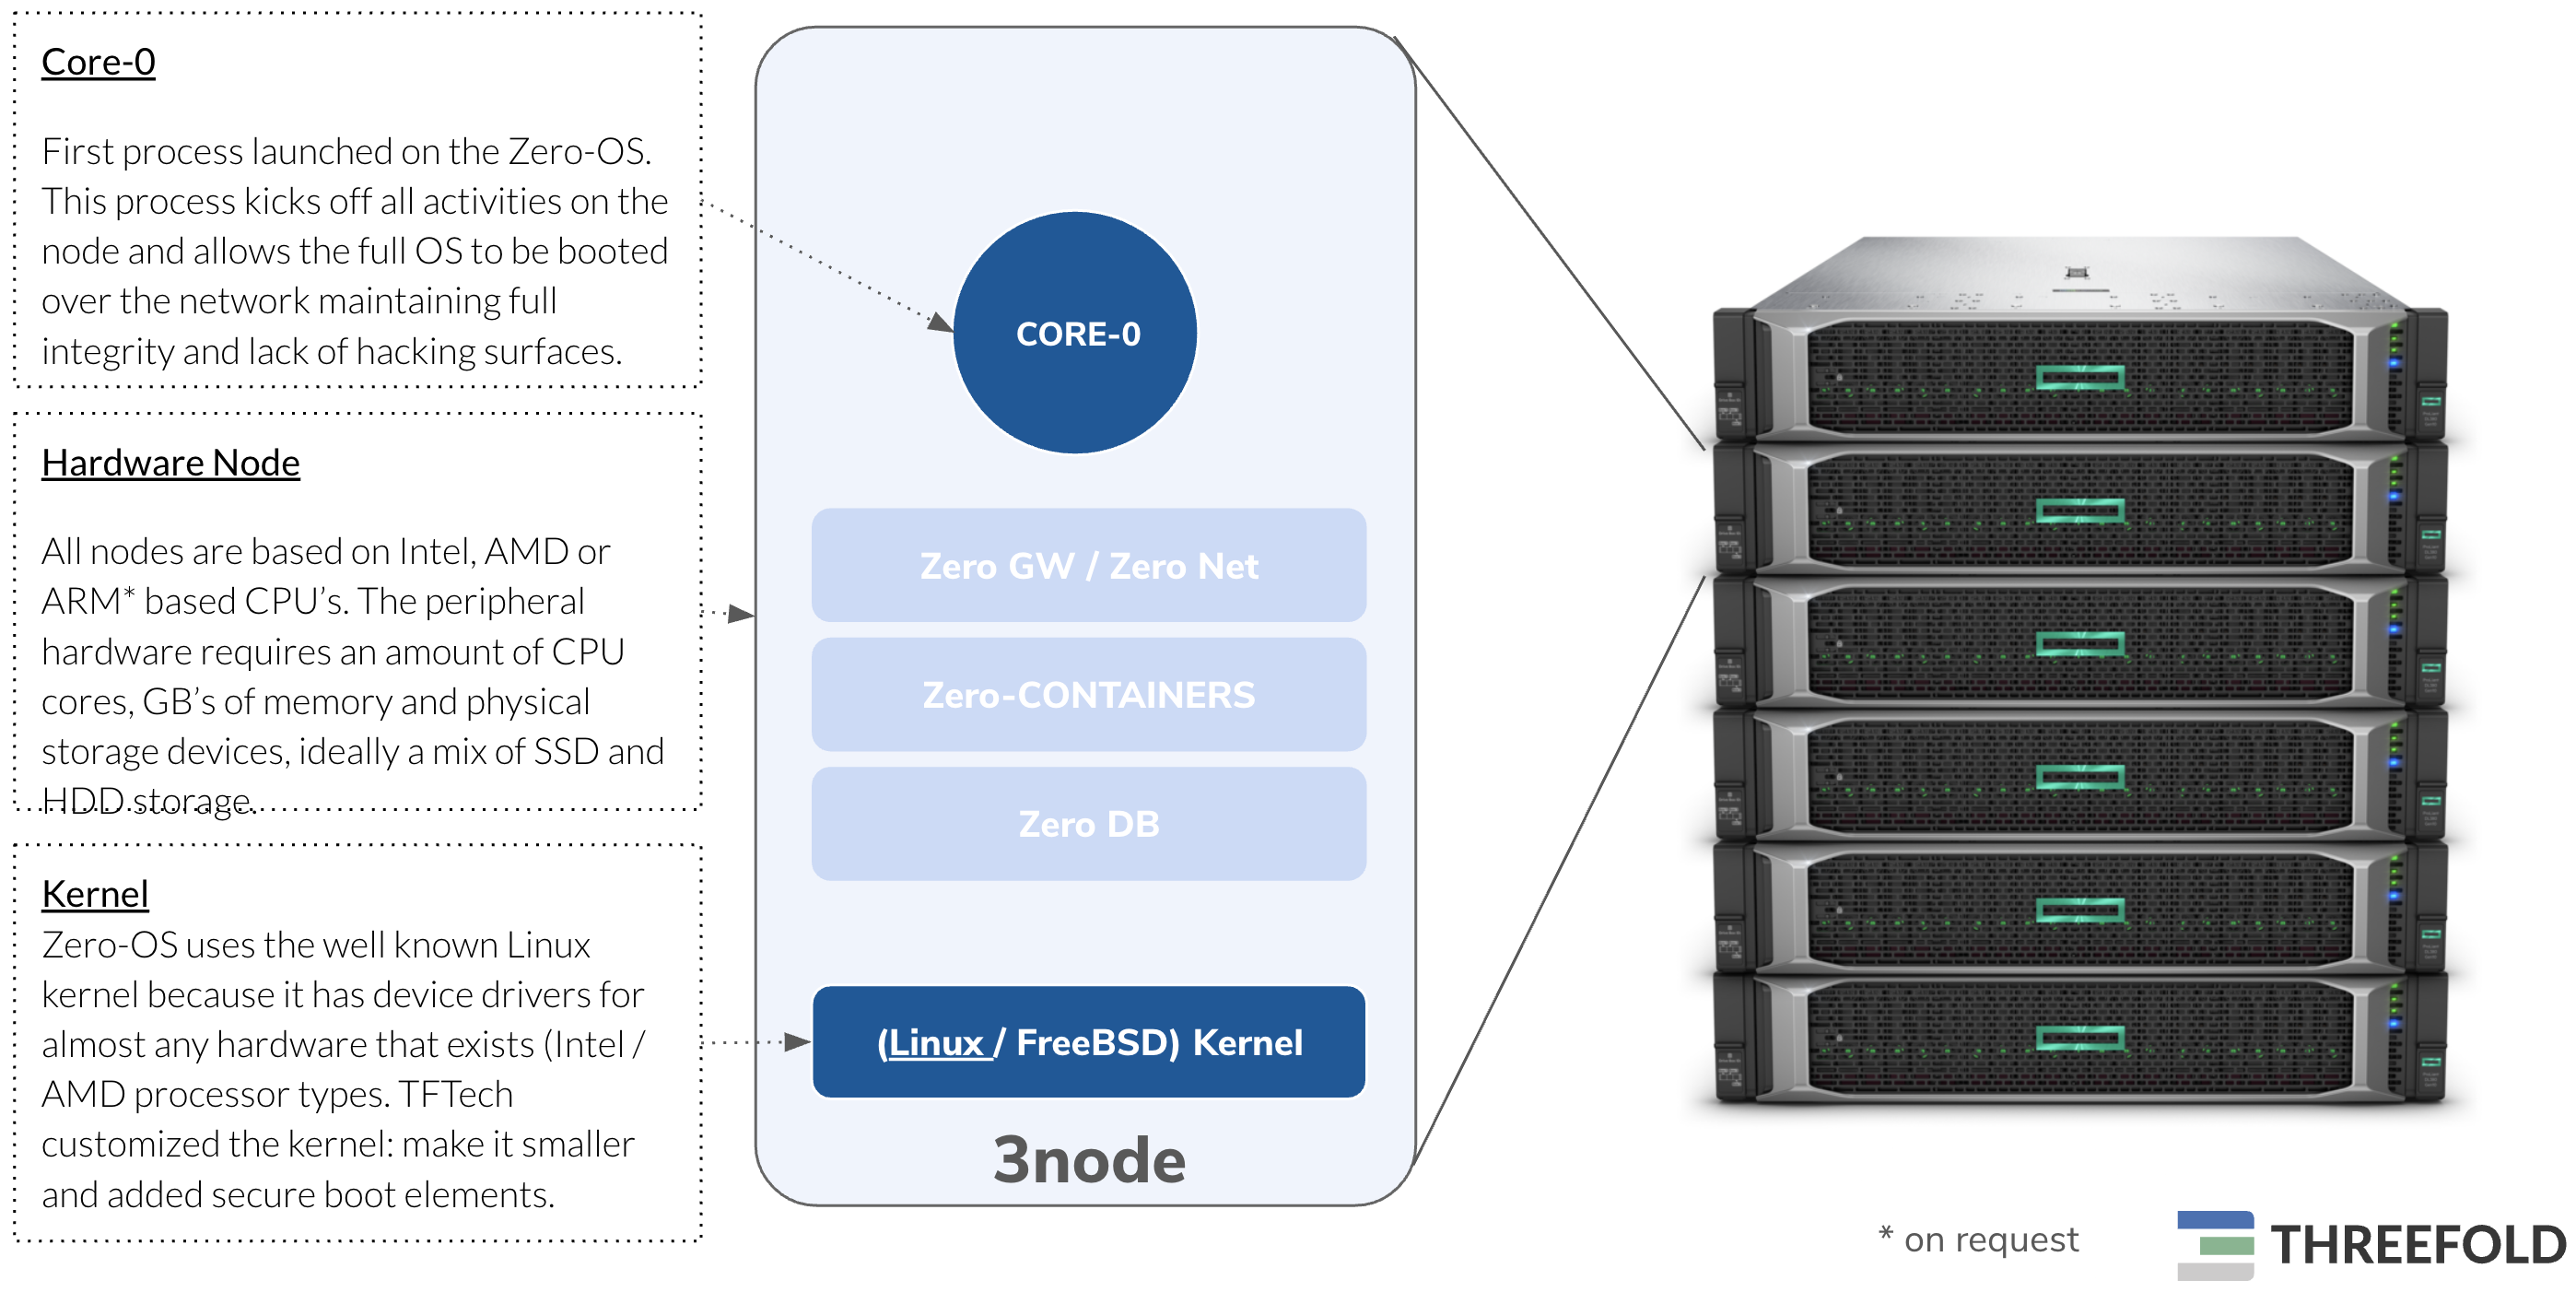 Core-0
First process launched on the Zero-OS.
This process kicks off all activities on the
node and allows the full OS to be booted
over the network maintaining full
integrity and lack of hacking surfaces.
Hardware Node
All nodes are based on Intel, AMD or
ARM* based CPU’s. The peripheral
hardware requires an amount of CPU
cores, GB’s of memory and physical
storage devices, ideally a mix of SSD and
HDD storage.
Kernel
Zero-OS uses the well known Linux
kernel because it has device drivers for
almost any hardware that exists (Intel /
AMD processor types. TFTech
customized the kernel: make it smaller
and added secure boot elements.
CORE-0
Zero GW / Zero Net
Zero-CONTAINERS
Zero DB
(Linux / FreeBSD) Kernel
3node
* on request
THREEFOLD